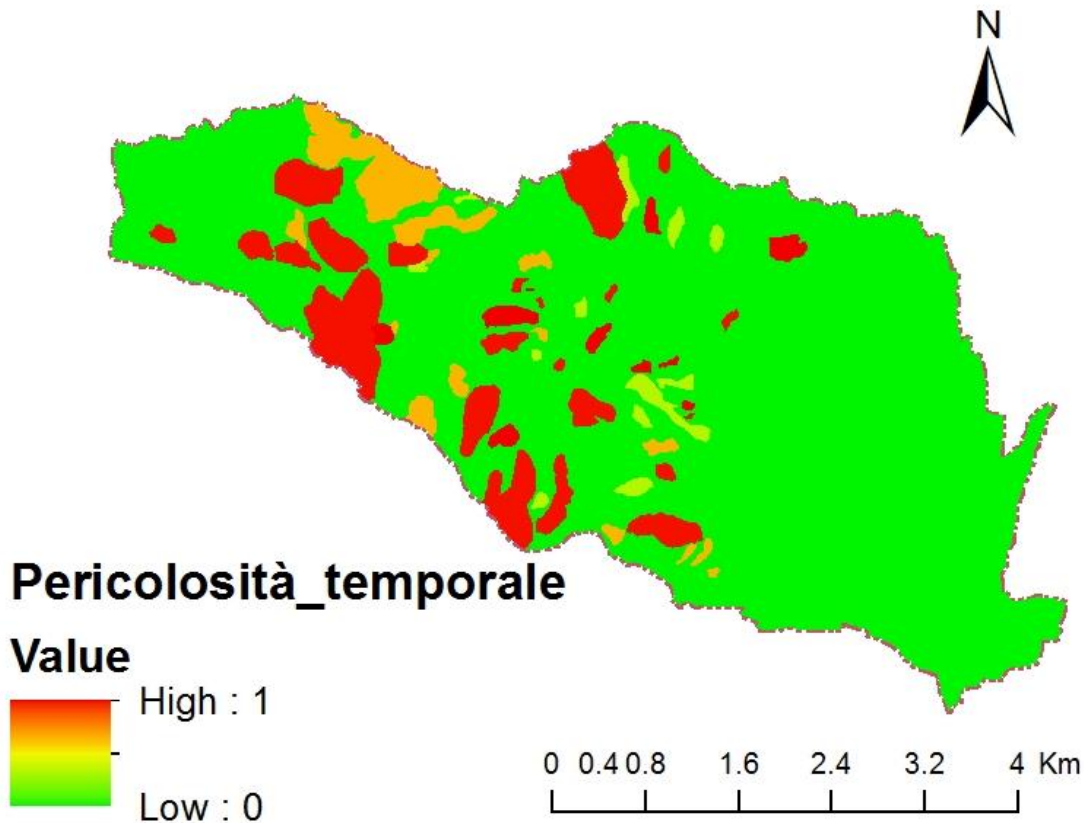 N
Pericolosità_temporale
Value
High : 1
Low : 0
0 0.4 0.8 1.6 2.4 3.2 4 Km